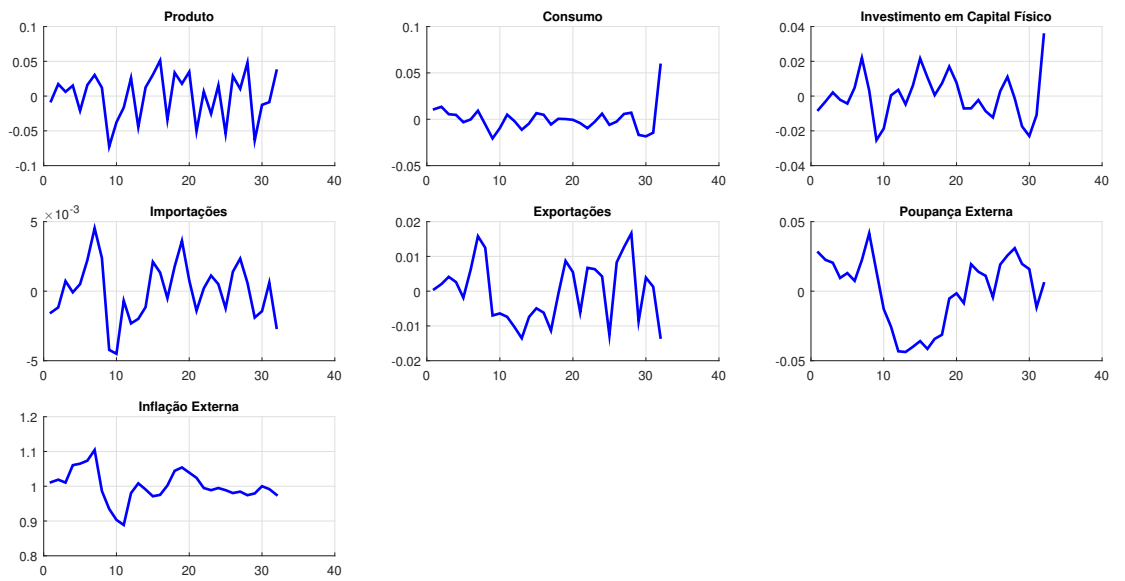 Produto
0.1
0.05
0
-0.05
-0.1
0 10 20 30 40
Consumo
0.1
0.05
0
-0.05
0 10 20 30 40
Investimento em Capital Físico
0.04
0.02
0
-0.02
-0.04
0 10 20 30 40
Importações
×10⁻³
5
0
-5
0 10 20 30 40
Exportações
0.02
0.01
0
-0.01
-0.02
0 10 20 30 40
Poupança Externa
0.05
0
-0.05
0 10 20 30 40
Inflação Externa
1.2
1.1
1
0.9
0.8
0 10 20 30 40